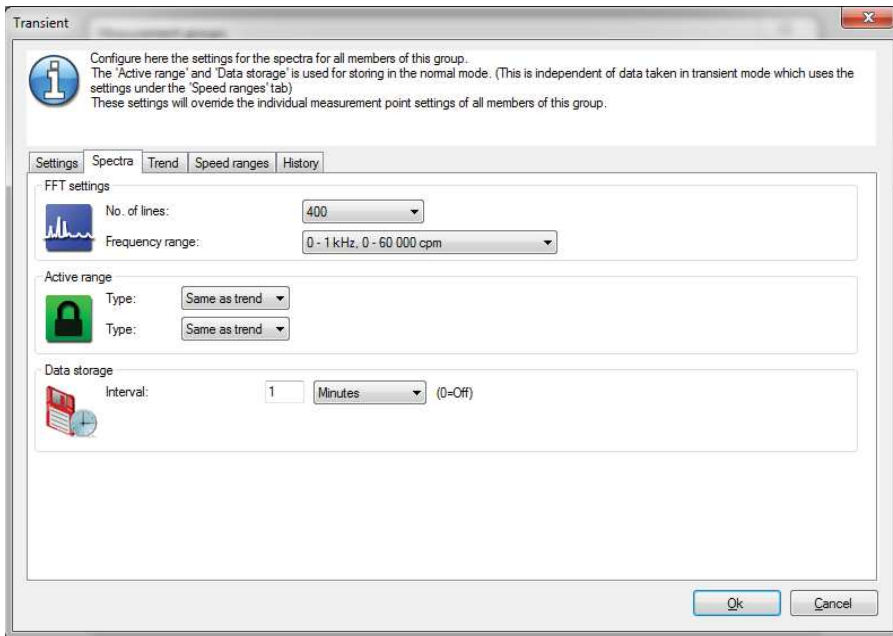 Transient
Configure here the settings for the spectra for all members of this group.
The 'Active range' and 'Data storage' is used for storing in the normal mode. (This is independent of data taken in transient mode which uses the
settings under the 'Speed ranges' tab)
These settings will override the individual measurement point settings of all members of this group.
Settings Spectra Trend Speed ranges History
FFT settings
No. of lines: 400
Frequency range: 0 - 1 kHz, 0 - 60 000 cpm
Active range
Type: Same as trend
Type: Same as trend
Data storage
Interval: 1 Minutes (0=Off)
Ok Cancel